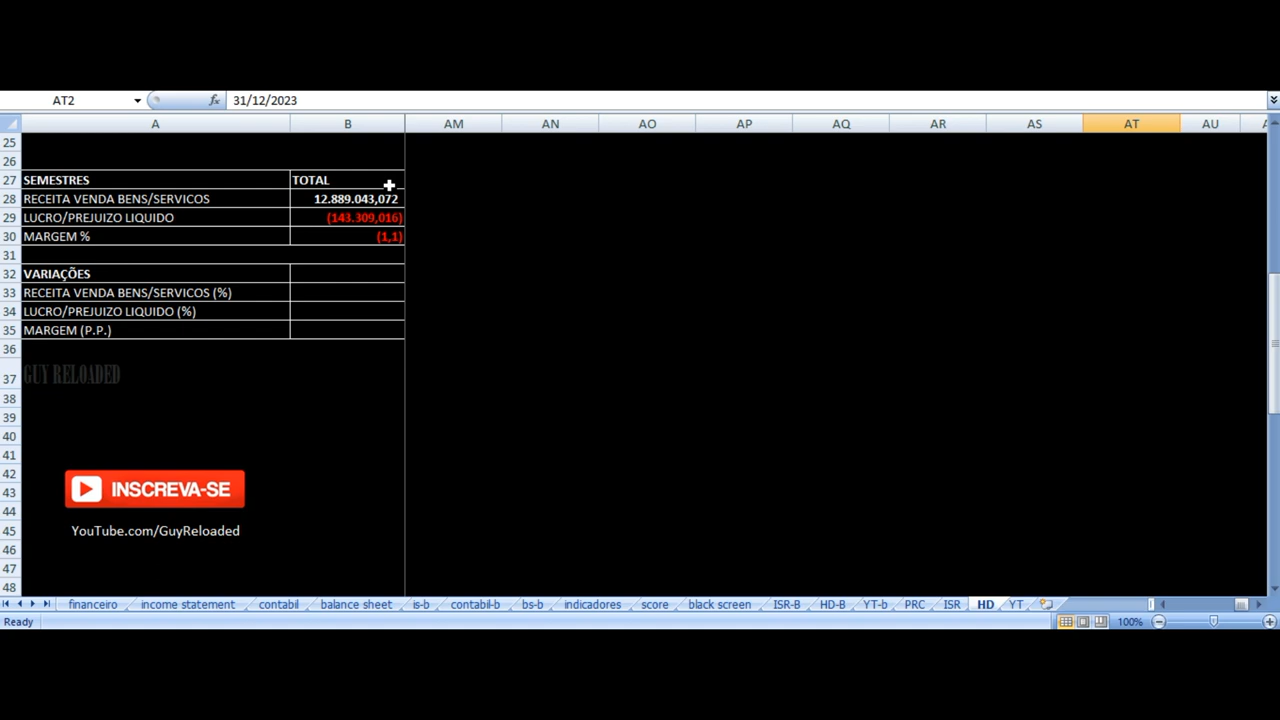 AT2 fx 31/12/2023
A B AM AN AO AP AQ AR AS AT AU
25
26
27 SEMESTRES TOTAL
28 RECEITA VENDA BENS/SERVICOS 12.889.043,072
29 LUCRO/PREJUIZO LIQUIDO (143.309,016)
30 MARGEM % (1,1)
31
32 VARIAÇÕES
33 RECEITA VENDA BENS/SERVICOS (%)
34 LUCRO/PREJUIZO LIQUIDO (%)
35 MARGEM (P.P.)
36
37 GUY RELOADED
38
39
40
41
42
43 INSCREVA-SE
44
45 YouTube.com/GuyReloaded
46
47
48
financeiro income statement contabil balance sheet is-b contabil-b bs-b indicadores score black screen ISR-B HD-B YT-b PRC ISR HD YT
Ready 100%